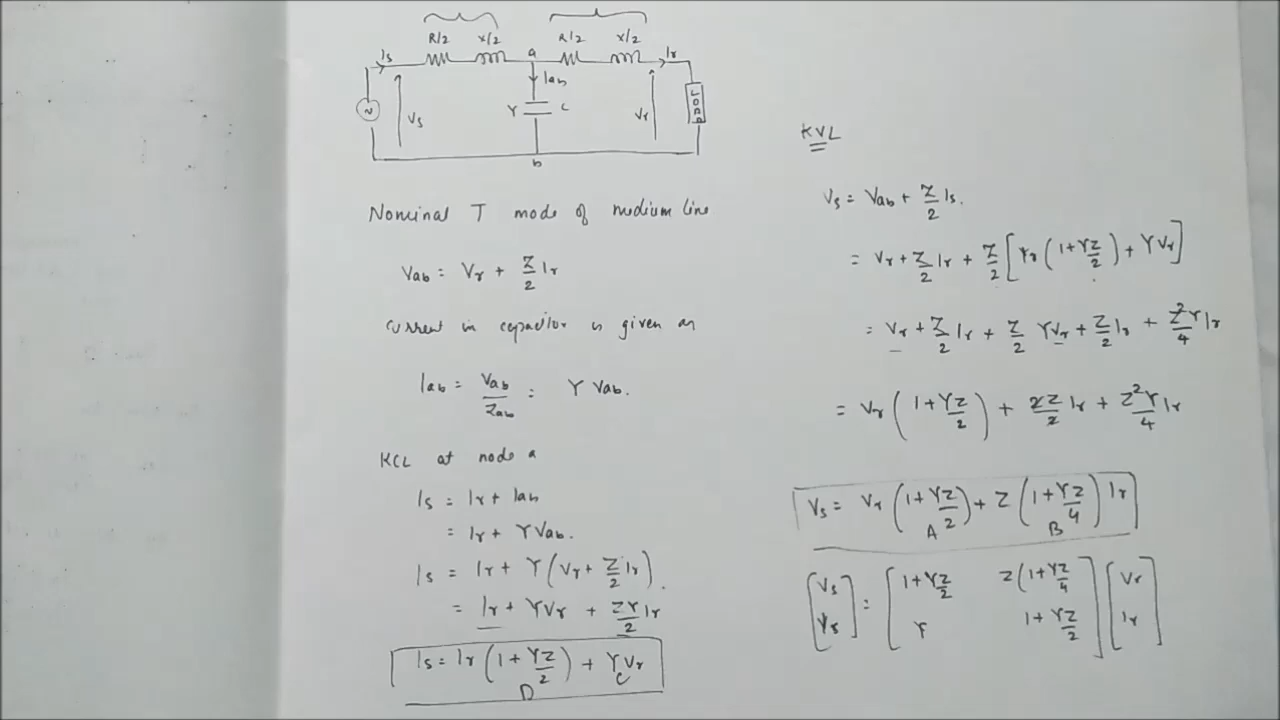 R/2 X/2 R/2 X/2
Is a Ir
Iab
Vs Y C Vr LOAD
b
Nominal T mode of medium line
Vab = Vr + Z/2 Ir
Current in capacitor is given as
Iab = Vab/Zab = Y Vab.
KCL at node a
Is = Ir + Iab
= Ir + YVab.
Is = Ir + Y(Vr + Z/2 Ir).
= Ir + YVr + ZY/2 Ir
Is = Ir (1 + YZ/2) + YVr
D C
KVL
Vs = Vab + Z/2 Is.
= Vr + Z/2 Ir + Z/2 [Ir (1 + YZ/2) + YVr]
= Vr + Z/2 Ir + Z/2 YVr + Z/2 Ir + Z²/4 Y Ir
= Vr (1 + YZ/2) + 2Z/2 Ir + Z²Y/4 Ir
Vs = Vr (1 + YZ/2) + Z (1 + YZ/4) Ir
A B
[Vs] = [1 + YZ/2 Z(1 + YZ/4] [Vr]
[Is] [Y 1 + YZ/2] [Ir]